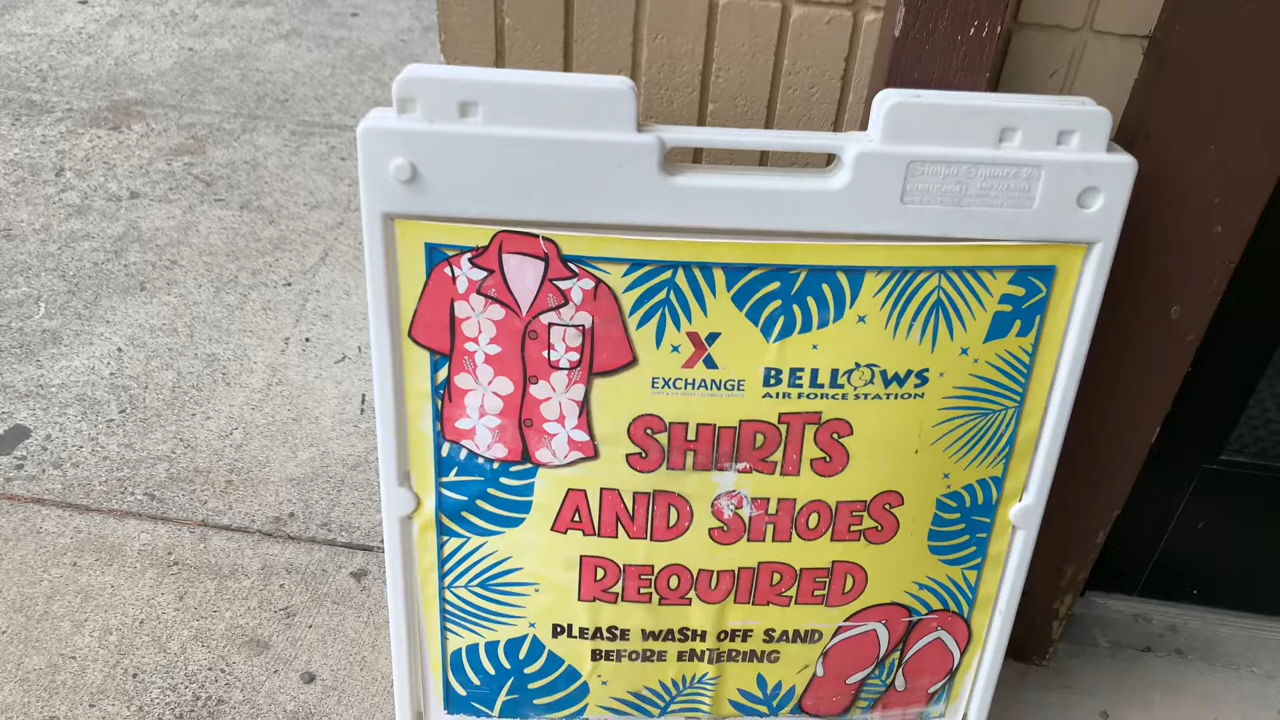 EXCHANGE
BELLOWS
AIR FORCE STATION
SHIRTS
AND SHOES
REQUIRED
PLEASE WASH OFF SAND
BEFORE ENTERING